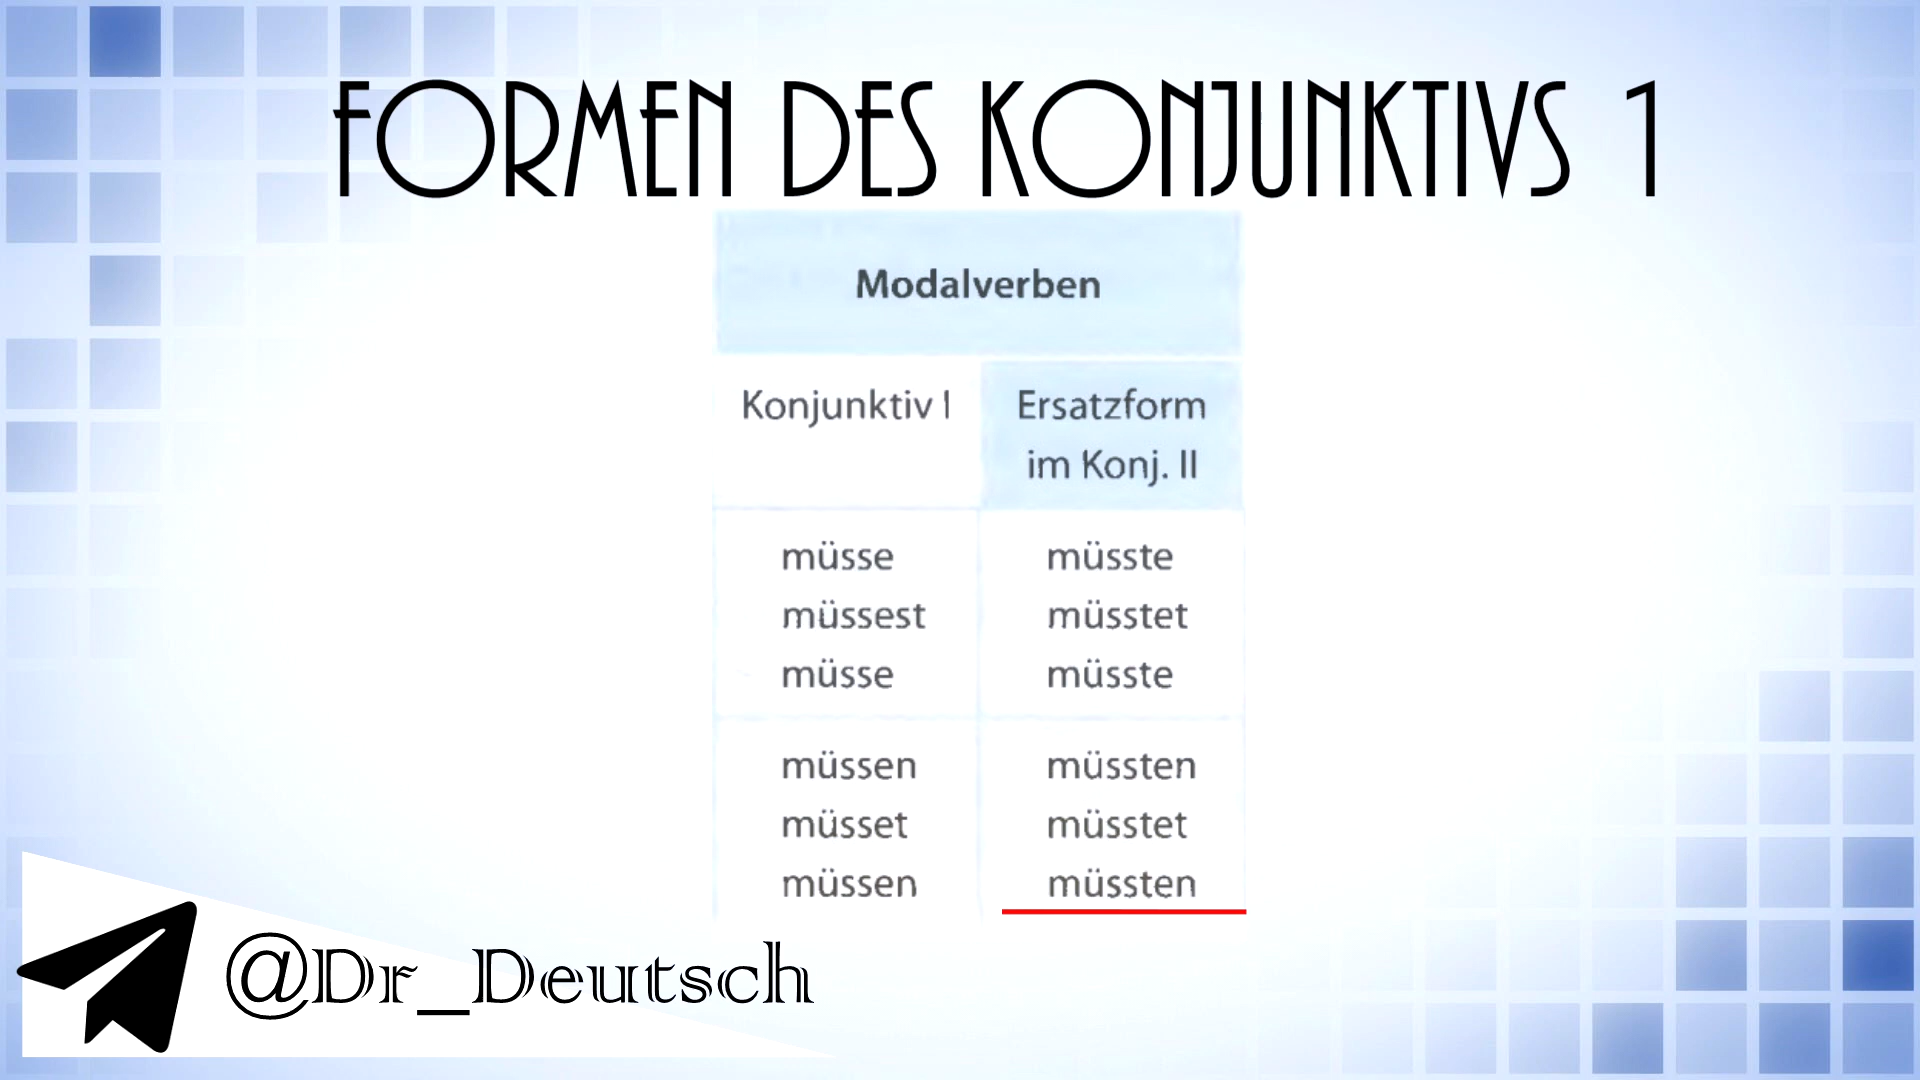 FORMEN DES KONJUNKTIVS 1
Modalverben
Konjunktiv I Ersatzform
im Konj. II
müsse müsste
müssest müsstet
müsse müsste
müssen müssten
müsset müsstet
müssen müssten
@Dr_Deutsch